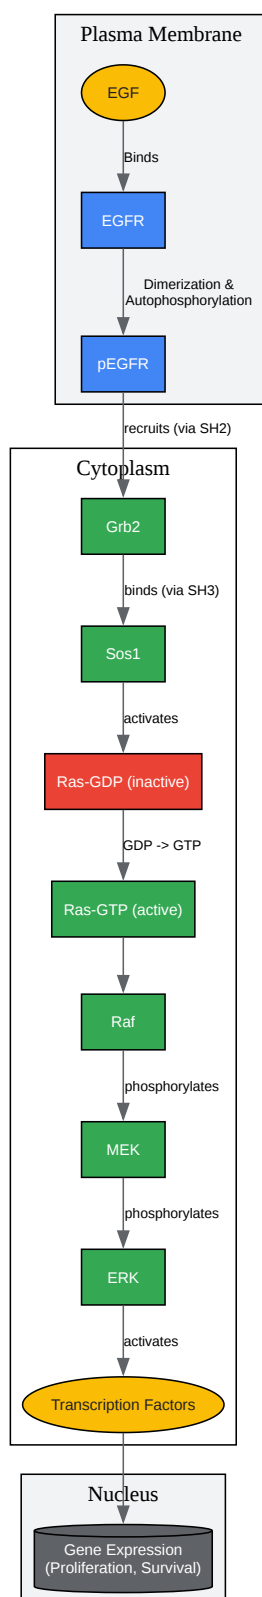 Plasma Membrane
EGF
Binds
EGFR
Dimerization &
Autophosphorylation
pEGFR
recruits (via SH2)
Cytoplasm
Grb2
binds (via SH3)
Sos1
activates
Ras-GDP (inactive)
GDP -> GTP
Ras-GTP (active)
Raf
phosphorylates
MEK
phosphorylates
ERK
activates
Transcription Factors
Nucleus
Gene Expression
(Proliferation, Survival)